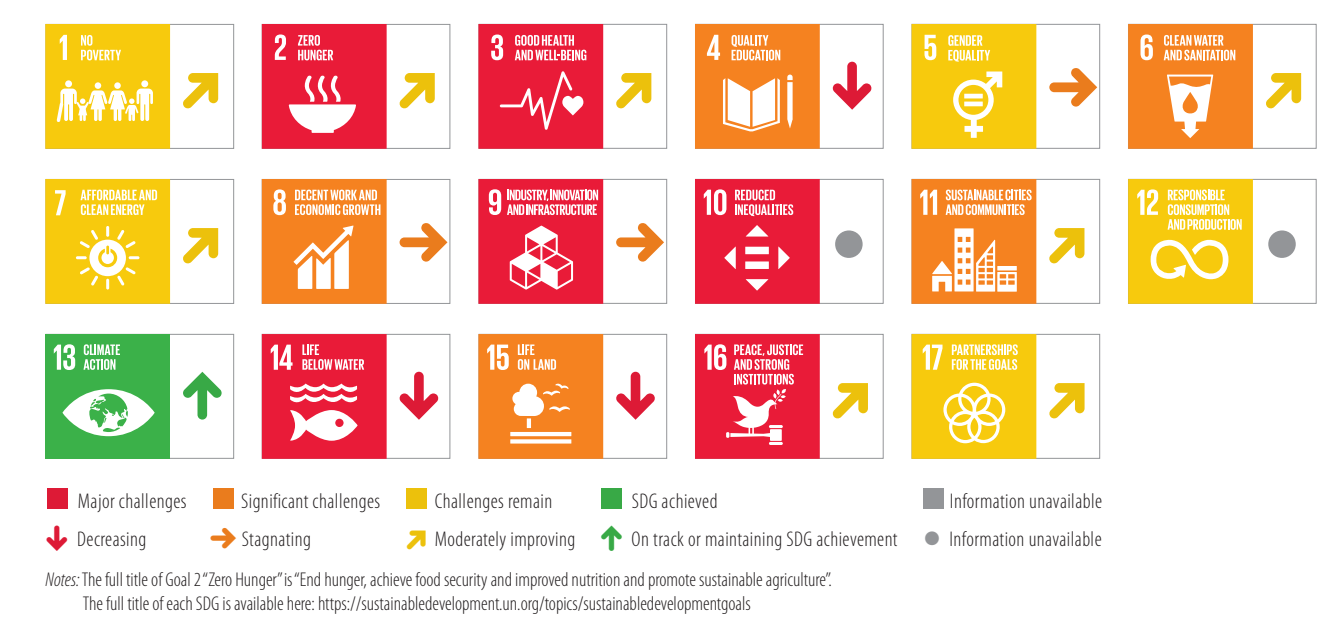 1 NO
POVERTY
2 ZERO
HUNGER
3 GOOD HEALTH
AND WELL-BEING
4 QUALITY
EDUCATION
5 GENDER
EQUALITY
6 CLEAN WATER
AND SANITATION
7 AFFORDABLE AND
CLEAN ENERGY
8 DECENT WORK AND
ECONOMIC GROWTH
9 INDUSTRY, INNOVATION
AND INFRASTRUCTURE
10 REDUCED
INEQUALITIES
11 SUSTAINABLE CITIES
AND COMMUNITIES
12 RESPONSIBLE
CONSUMPTION
AND PRODUCTION
13 CLIMATE
ACTION
14 LIFE
BELOW WATER
15 LIFE
ON LAND
16 PEACE, JUSTICE
AND STRONG
INSTITUTIONS
17 PARTNERSHIPS
FOR THE GOALS
Major challenges Significant challenges Challenges remain SDG achieved Information unavailable
Decreasing Stagnating Moderately improving On track or maintaining SDG achievement Information unavailable
Notes: The full title of Goal 2 “Zero Hunger” is “End hunger, achieve food security and improved nutrition and promote sustainable agriculture”.
The full title of each SDG is available here: https://sustainabledevelopment.un.org/topics/sustainabledevelopmentgoals